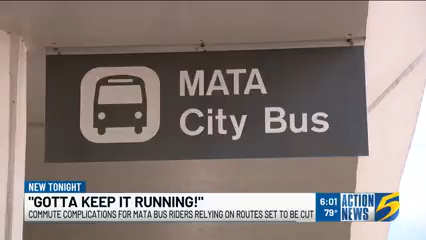 MATA
City Bus
NEW TONIGHT
"GOTTA KEEP IT RUNNING!"
COMMUTE COMPLICATIONS FOR MATA BUS RIDERS RELYING ON ROUTES SET TO BE CUT
6:01
79°
ACTION
NEWS 5